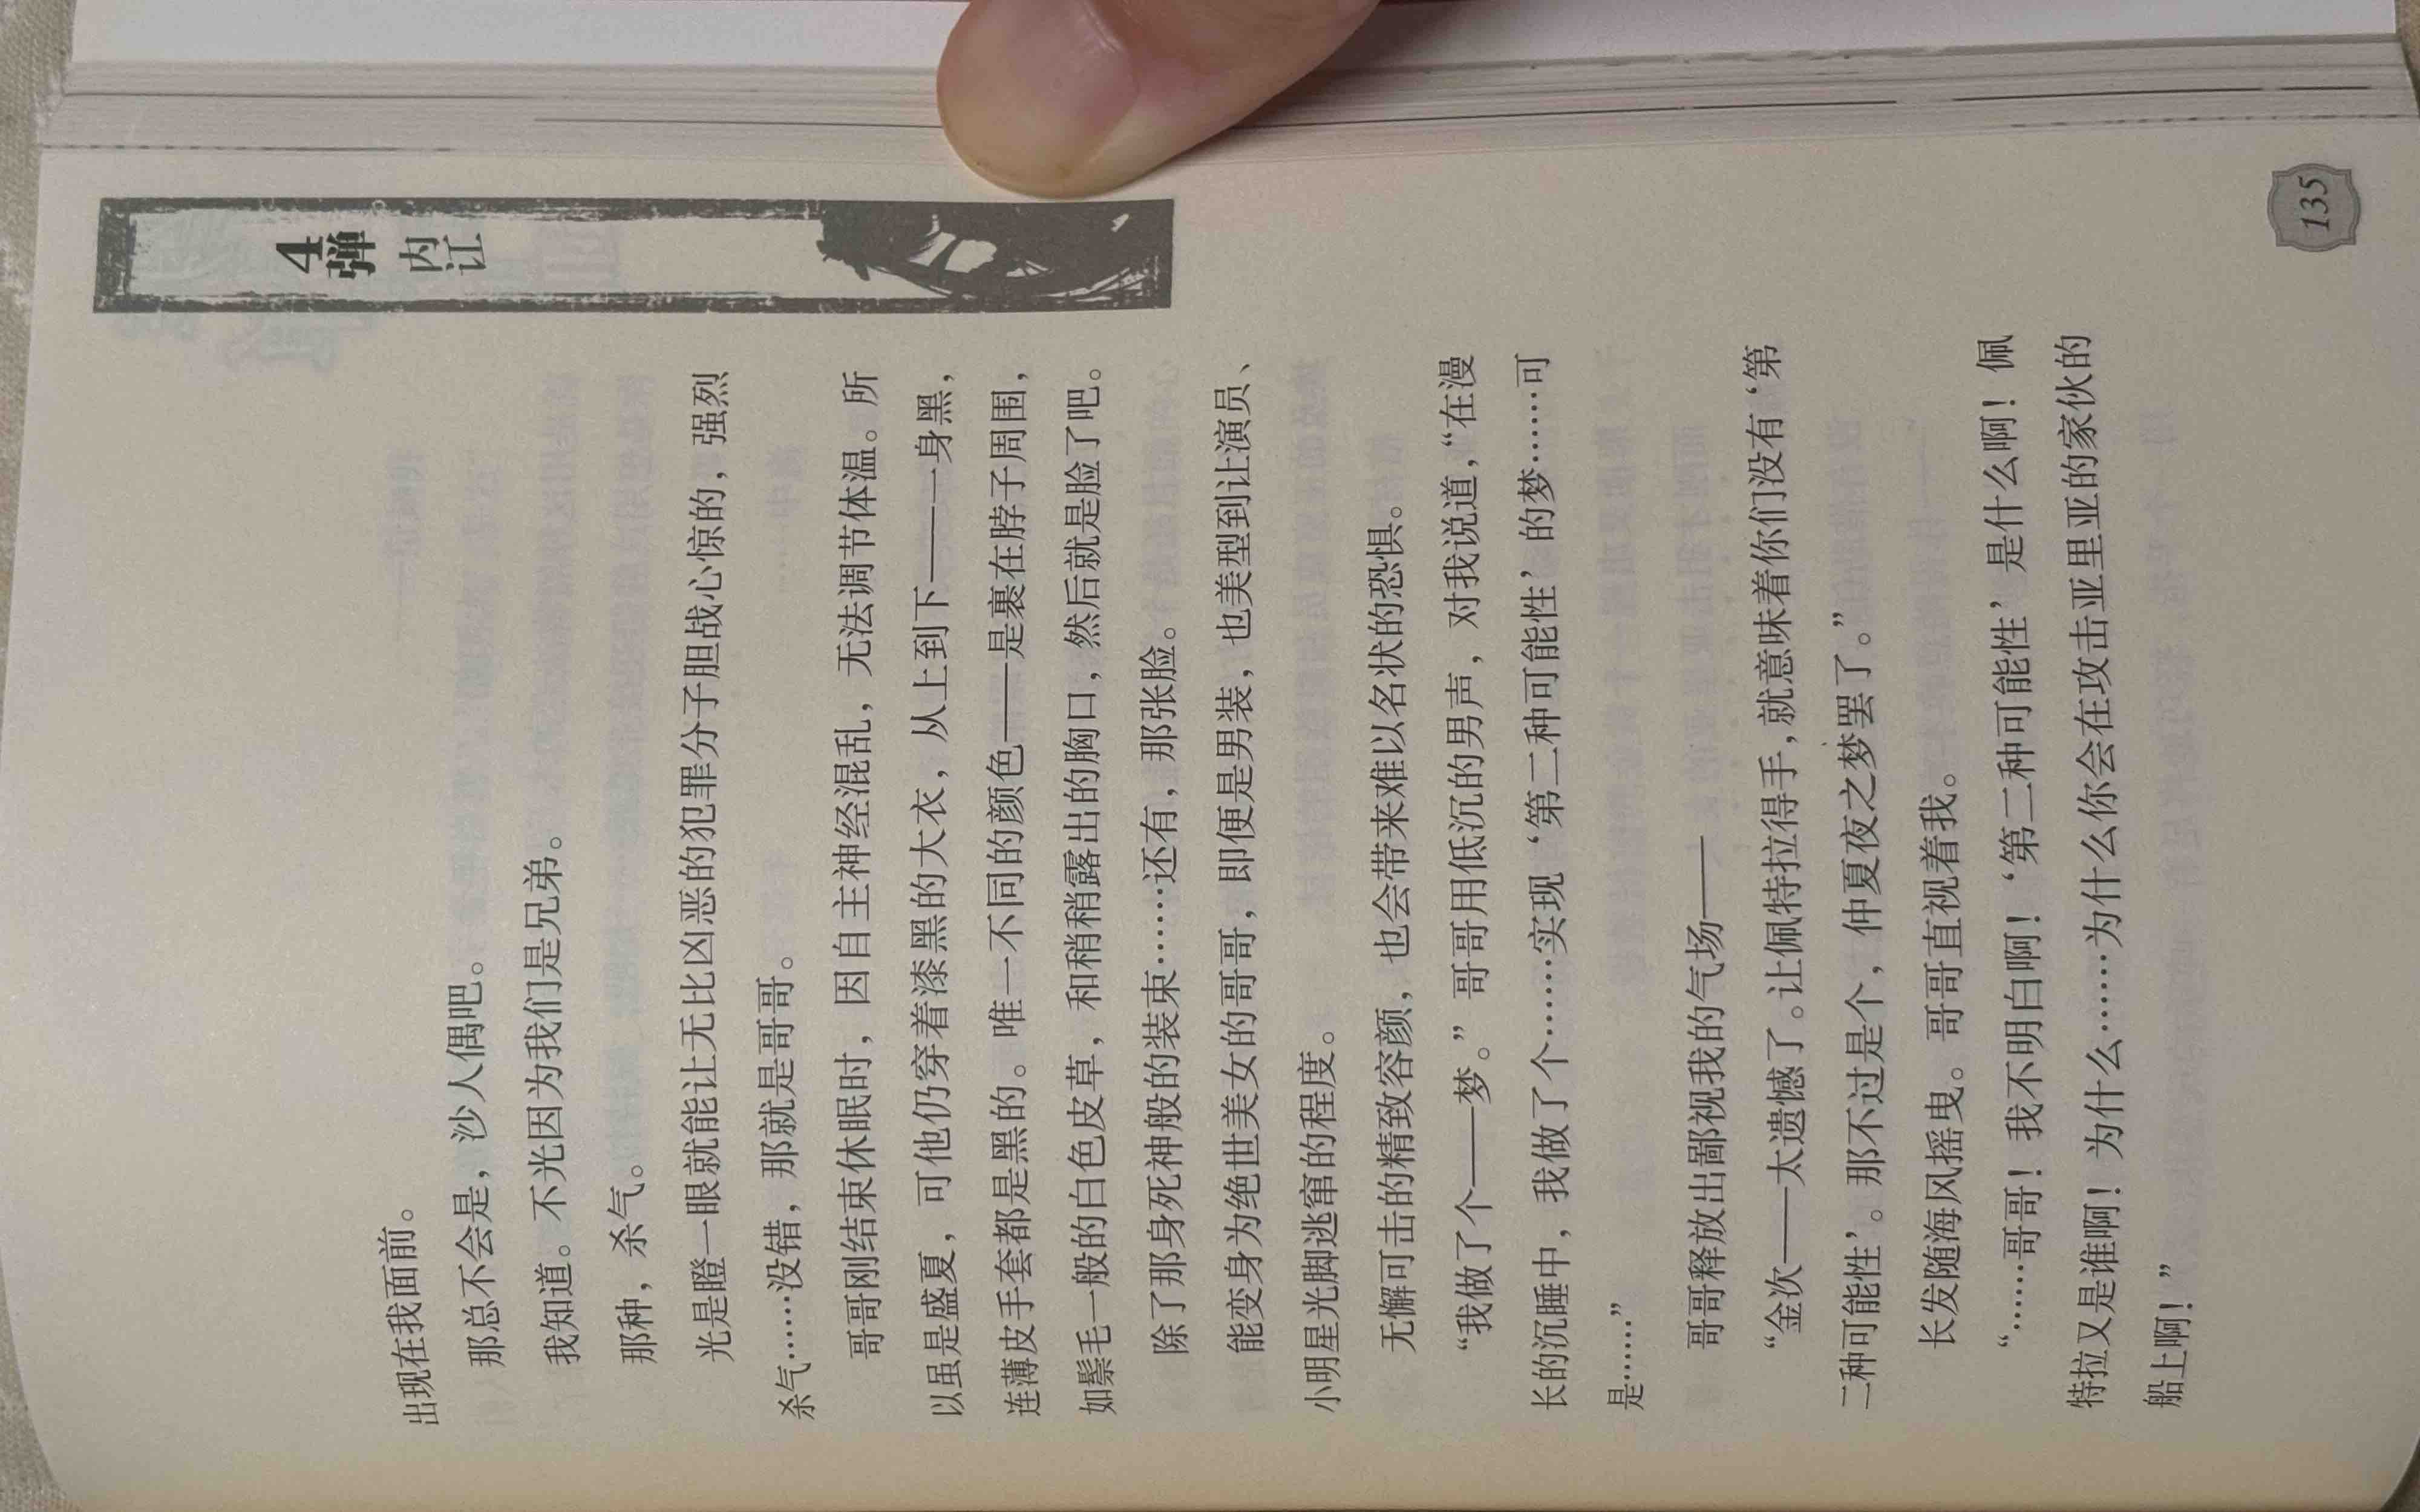 4弹 内讧
出现在我面前。
那总不会是，沙人偶吧。
我知道。不光因为我们是兄弟。
那种，杀气。
光是瞪一眼就能让无比凶恶的犯罪分子胆战心惊的，强烈
杀气……没错，那就是哥哥。
哥哥刚结束休眠时，因自主神经混乱，无法调节体温。所
以虽是盛夏，可他仍穿着漆黑的大衣，从上到下——一身黑，
连薄皮手套都是黑的。唯一不同的颜色——是裹在脖子周围，
如鬃毛一般的白色皮草，和稍稍露出的胸口，然后就是脸了吧。
除了那身死神般的装束……还有，那张脸。
能变身为绝世美女的哥哥，即便是男装，也美型到让演员、
小明星光脚逃窜的程度。
无懈可击的精致容颜，也会带来难以名状的恐惧。
“我做了个——梦。”哥哥用低沉的男声，对我说道，“在漫
长的沉睡中，我做了个……实现‘第二种可能性’的梦……可
是……”
哥哥释放出鄙视我的气场——
“金次——太遗憾了。让佩特拉得手，就意味着你们没有‘第
二种可能性’。那不过是个，仲夏夜之梦罢了。”
长发随海风摇曳。哥哥直视着我。
“……哥哥！我不明白啊！‘第二种可能性’是什么啊！佩
特拉又是谁啊！为什么……为什么你会在攻击亚里亚的家伙的
船上啊！”
135